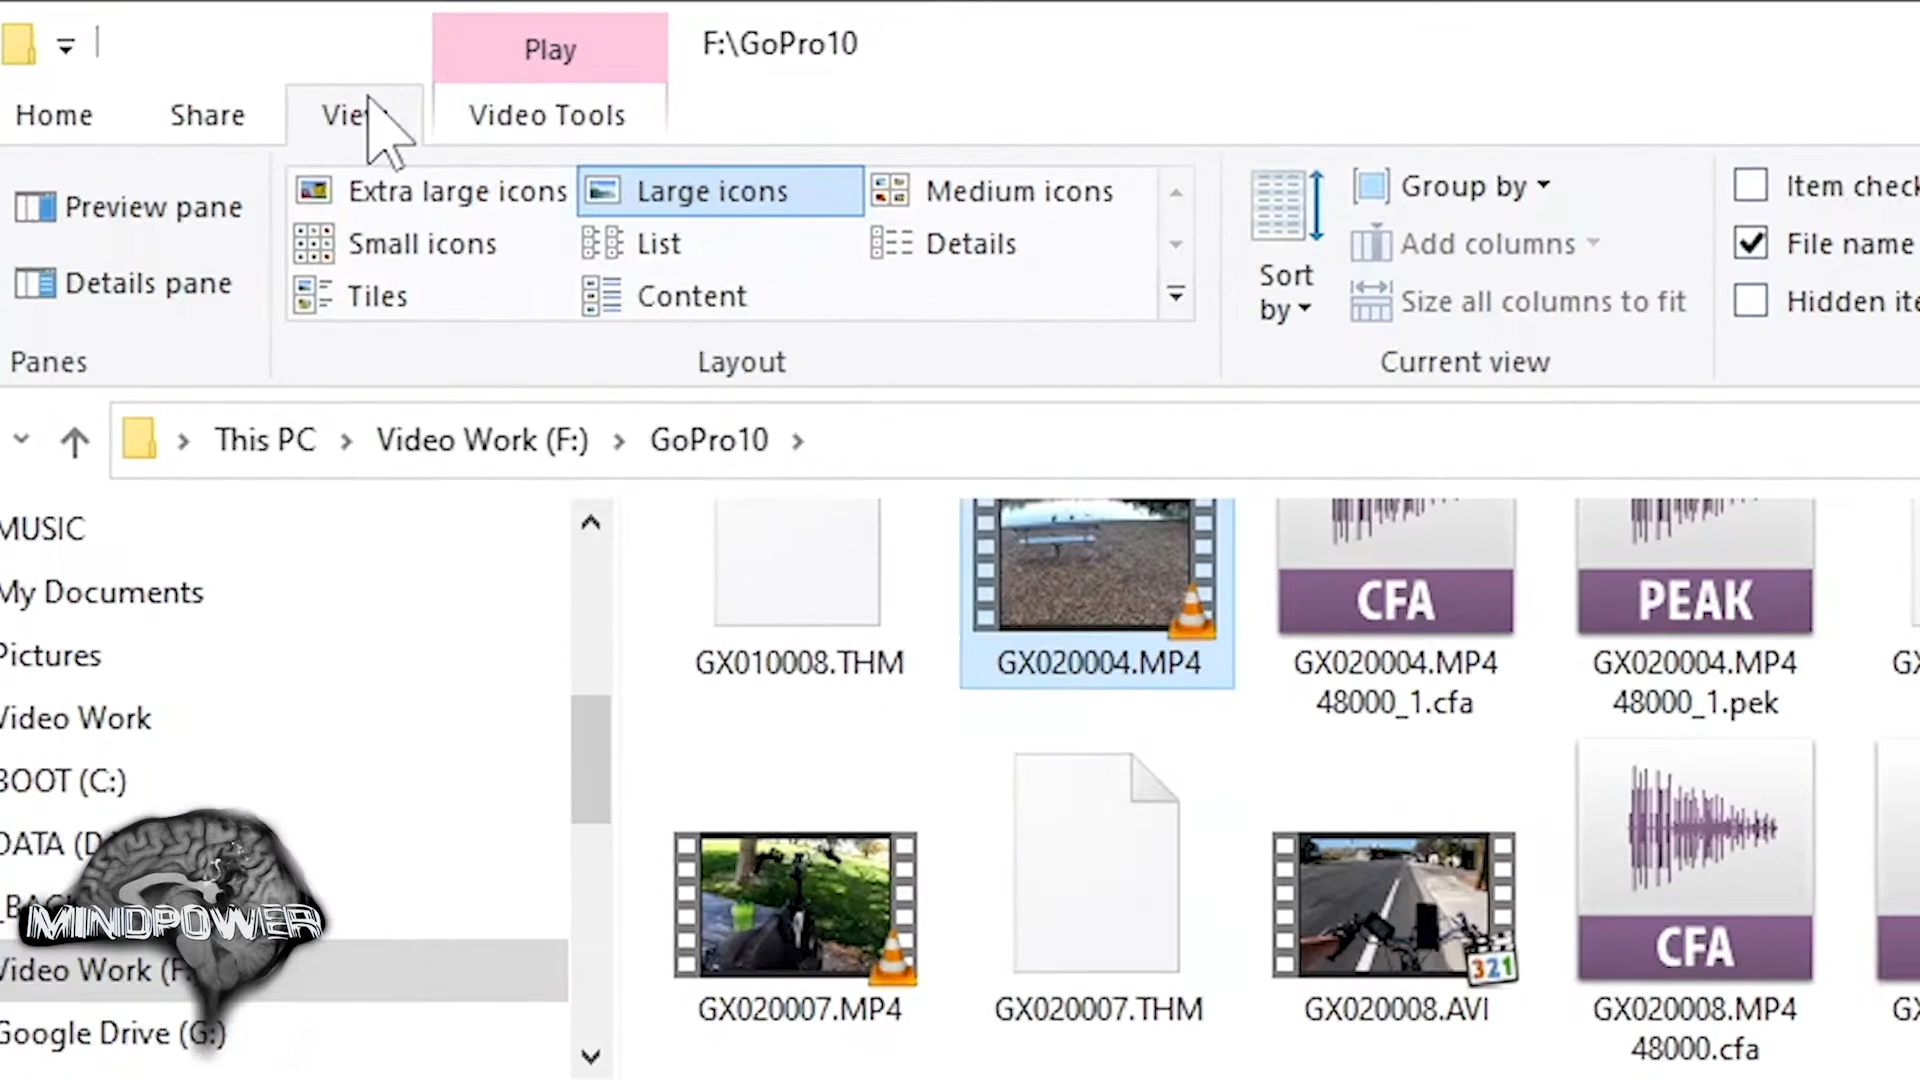 Play
F:\GoPro10
Home
Share
View
Video Tools
Preview pane
Details pane
Panes
Extra large icons
Large icons
Medium icons
Small icons
List
Details
Tiles
Content
Layout
Sort
by
Group by
Add columns
Size all columns to fit
Current view
Item check
File name
Hidden ite
This PC
Video Work (F:)
GoPro10
MUSIC
My Documents
Pictures
Video Work
BOOT (C:)
DATA (D
Video Work (F:
Google Drive (G:)
MINDPOWER
CFA
PEAK
GX010008.THM
GX020004.MP4
GX020004.MP4
48000_1.cfa
GX020004.MP4
48000_1.pek
GX
321
CFA
GX020007.MP4
GX020007.THM
GX020008.AVI
GX020008.MP4
48000.cfa
GX